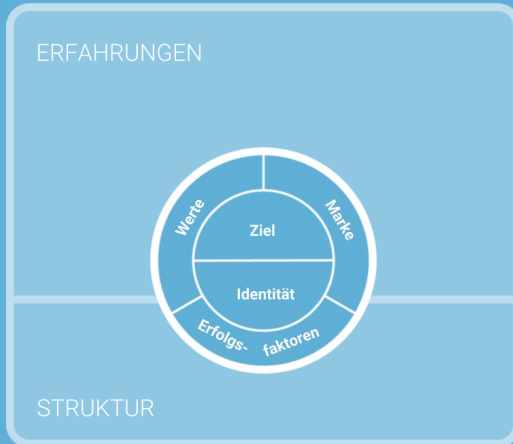 ERFAHRUNGEN
Werte
Marke
Ziel
Identität
Erfolgs- faktoren
STRUKTUR